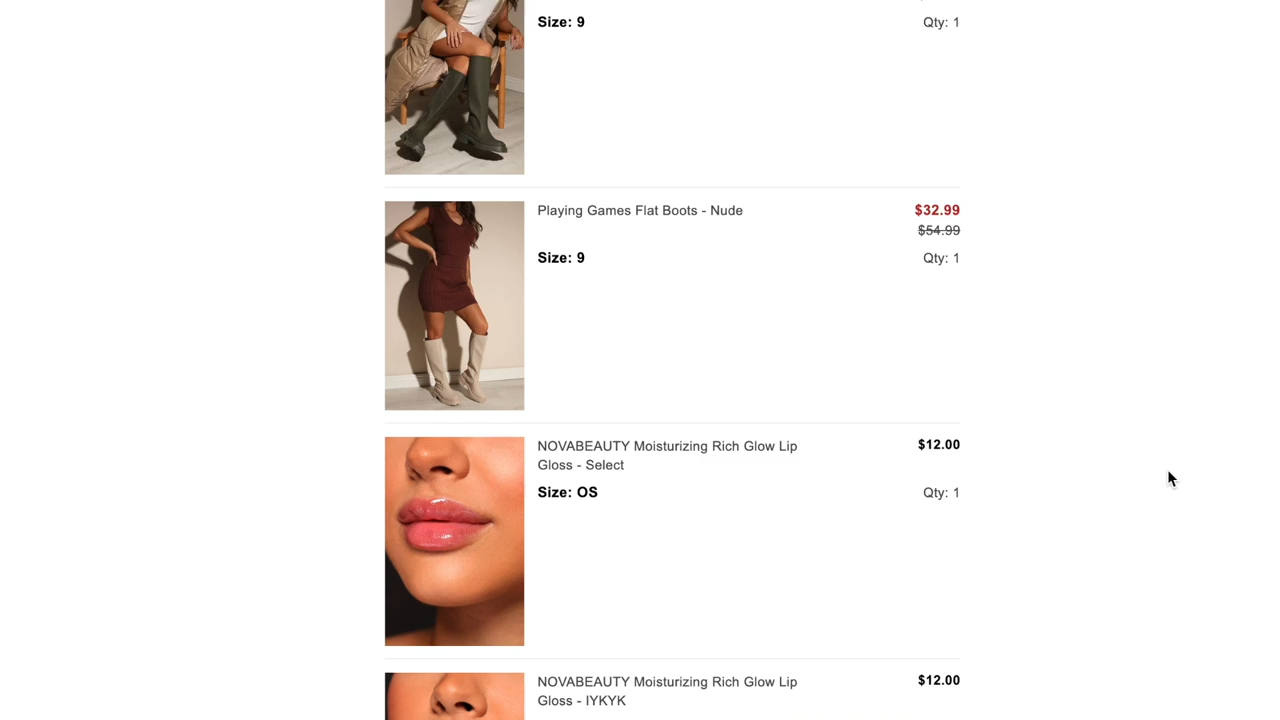 Size: 9
Qty: 1
Playing Games Flat Boots - Nude
$32.99
$54.99
Size: 9
Qty: 1
NOVABEAUTY Moisturizing Rich Glow Lip
Gloss - Select
$12.00
Size: OS
Qty: 1
NOVABEAUTY Moisturizing Rich Glow Lip
Gloss - IYKYK
$12.00